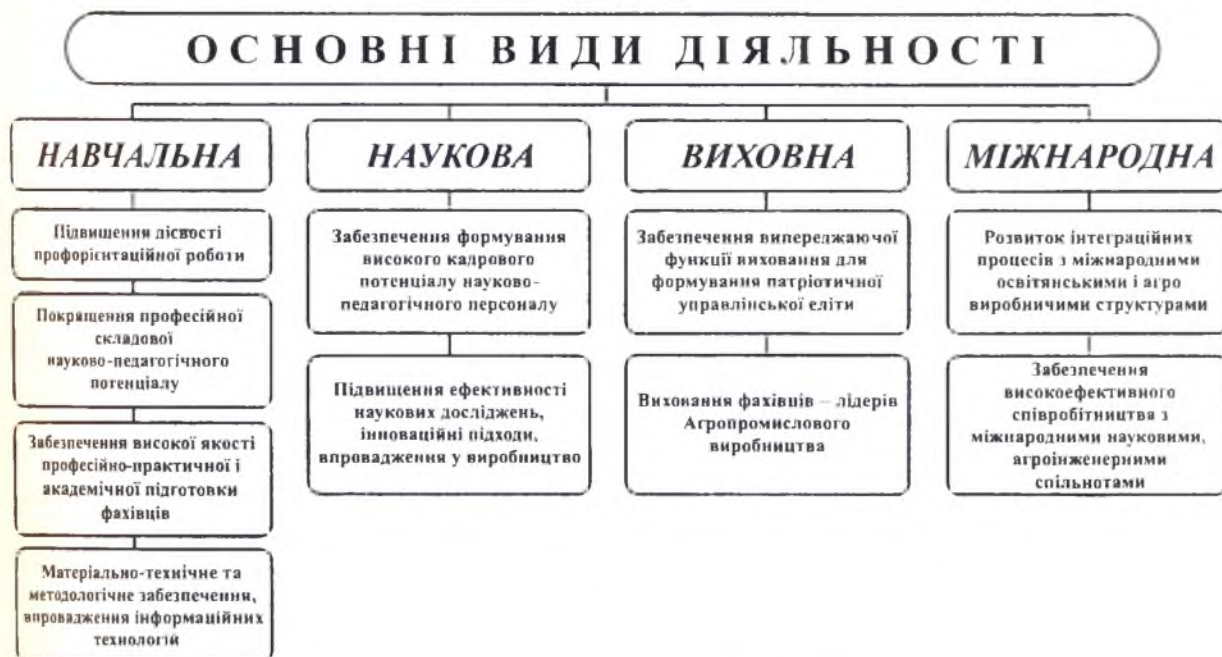 ОСНОВНІ ВИДИ ДІЯЛЬНОСТІ
НАВЧАЛЬНА
Підвищення дієвості
профорієнтаційної роботи
Покращення професійної
складової
науково-педагогічного
потенціалу
Забезпечення високої якості
професійно-практичної і
академічної підготовки
фахівців
Матеріально-технічне та
методологічне забезпечення,
впровадження інформаційних
технологій
НАУКОВА
Забезпечення формування
високого кадрового
потенціалу науково-
педагогічного персоналу
Підвищення ефективності
наукових досліджень,
інноваційні підходи,
впровадження у виробництво
ВИХОВНА
Забезпечення випереджаючої
функції виховання для
формування патріотичної
управлінської еліти
Виховання фахівців – лідерів
Агропромислового
виробництва
МІЖНАРОДНА
Розвиток інтеграційних
процесів з міжнародними
освітянськими і агро
виробничими структурами
Забезпечення
високоефективного
співробітництва з
міжнародними науковими,
агроінженерними
спільнотами